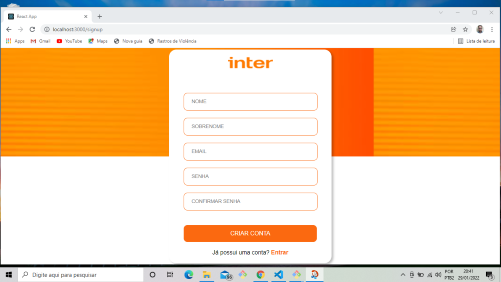 React App
localhost:3000/signup
Apps
Gmail
YouTube
Maps
Nova guia
Rastros de Violência
Lista de leitura
inter
NOME
SOBRENOME
EMAIL
SENHA
CONFIRMAR SENHA
CRIAR CONTA
Já possui uma conta? Entrar
Digite aqui para pesquisar
POR
PTB2
20:41
20/01/2022